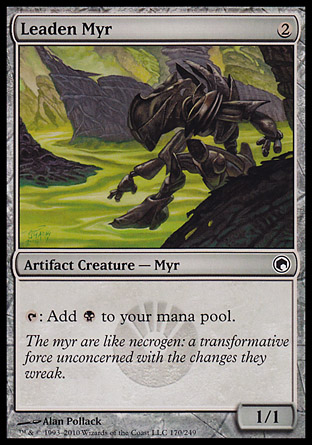 Leaden Myr 2
Artifact Creature — Myr
: Add to your mana pool.
The myr are like necrogen: a transformative
force unconcerned with the changes they
wreak.
Alan Pollack
™ & © 1993–2010 Wizards of the Coast LLC 170/249
1/1